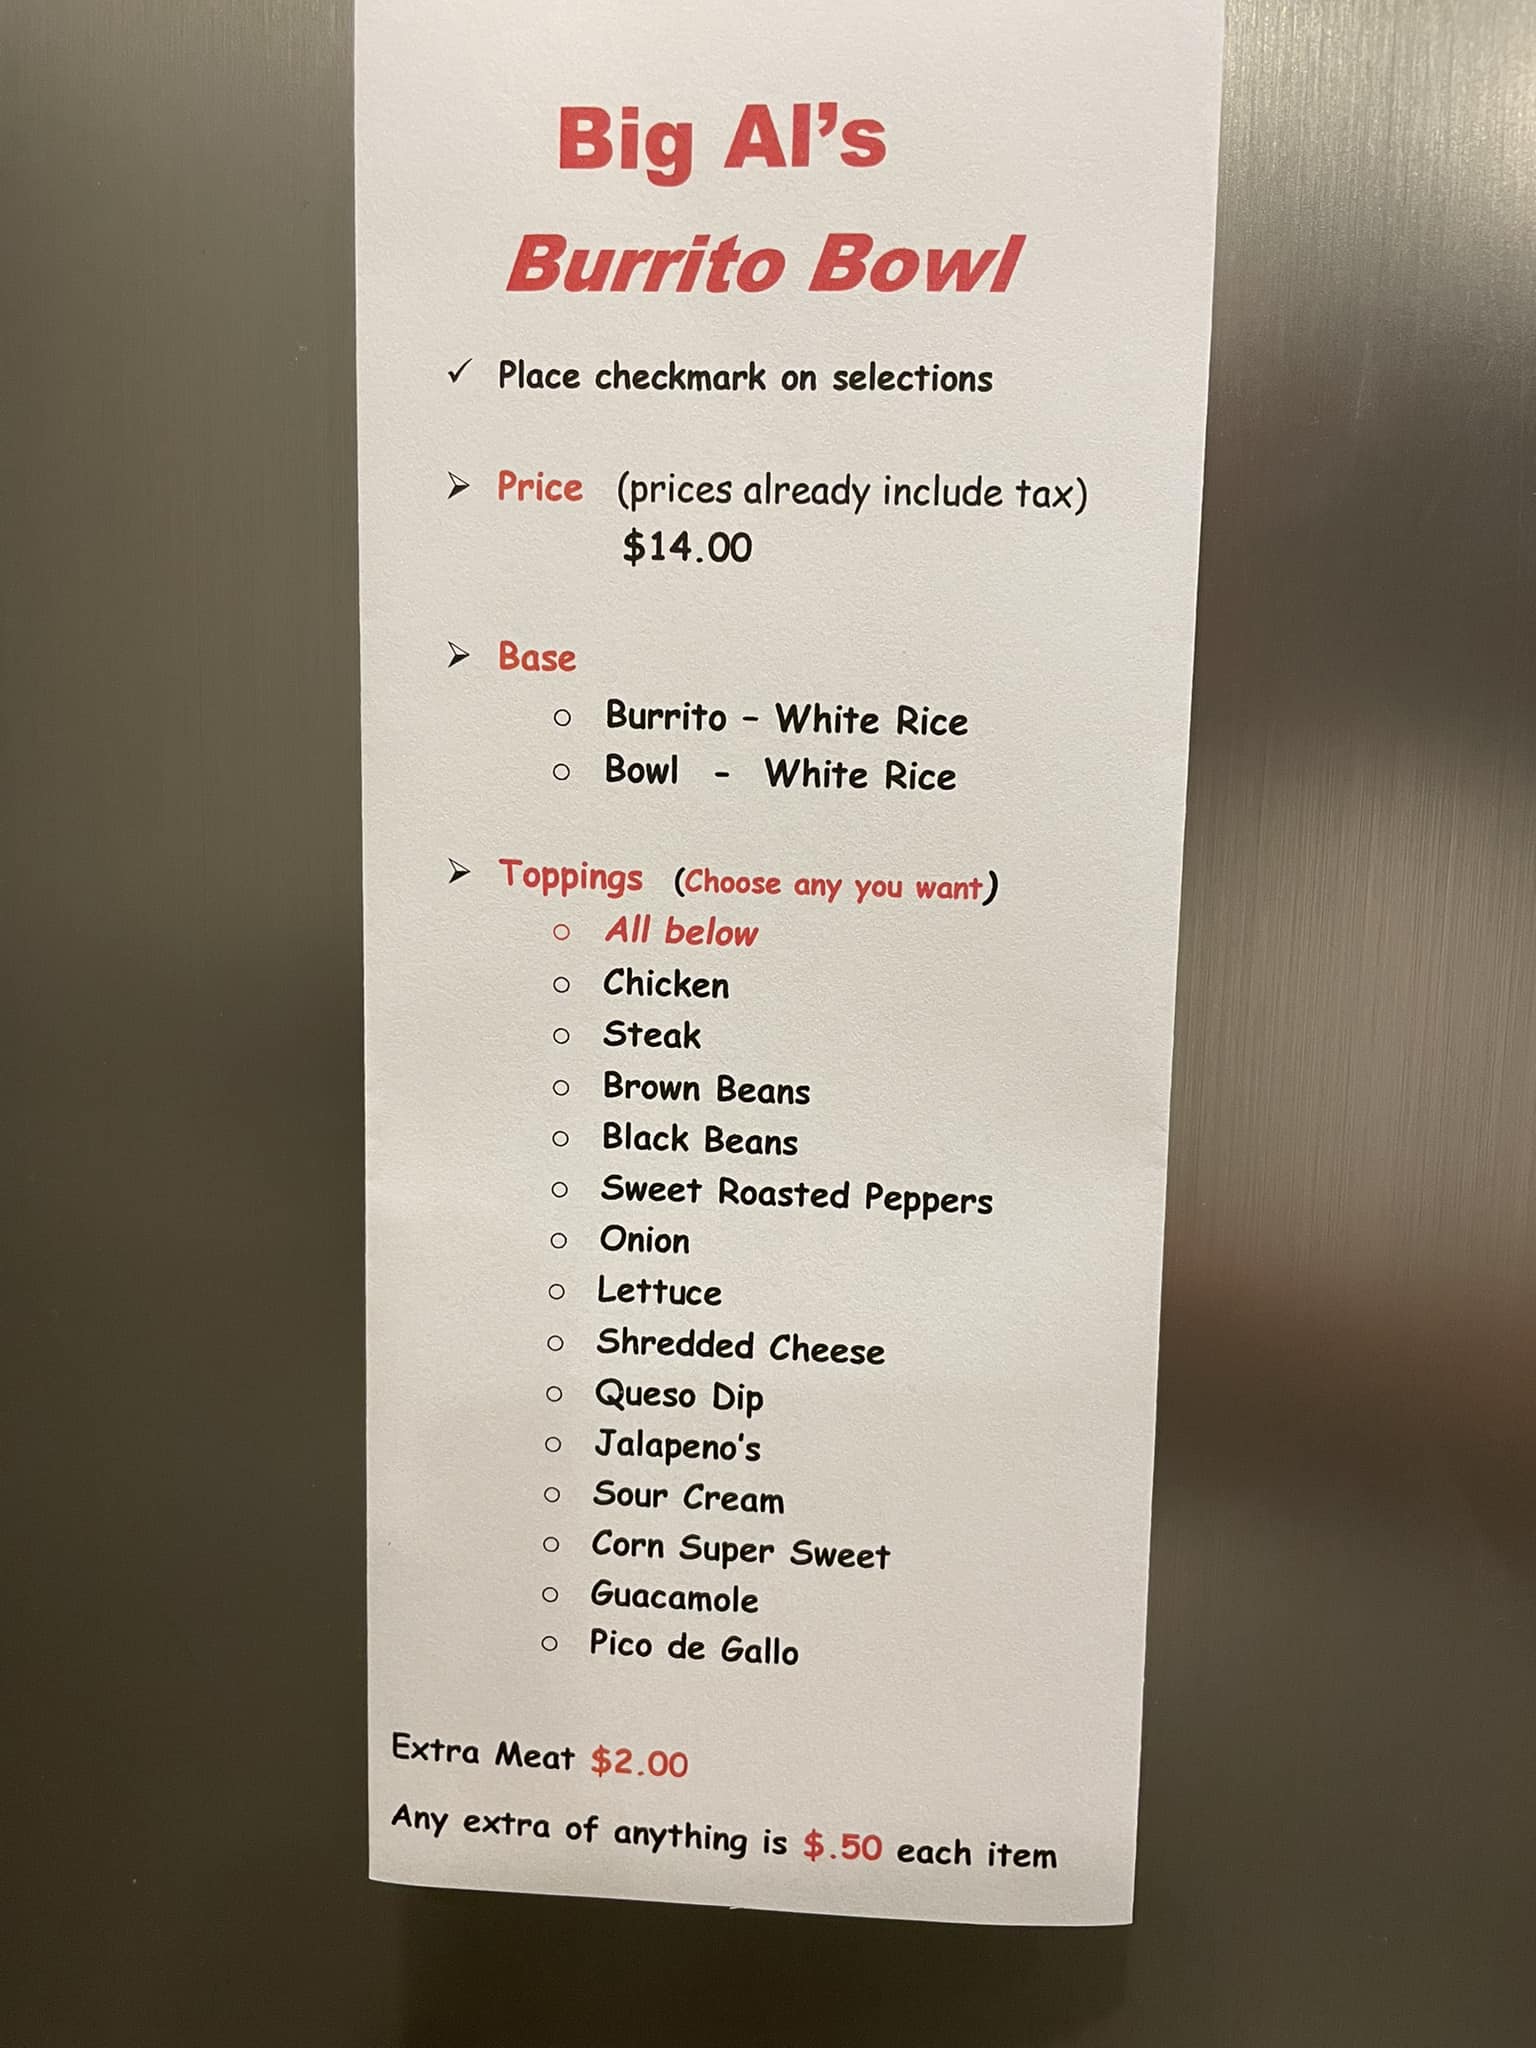 Big Al’s
Burrito Bowl
✓ Place checkmark on selections
➢ Price (prices already include tax)
$14.00
➢ Base
○ Burrito - White Rice
○ Bowl - White Rice
➢ Toppings (Choose any you want)
○ All below
○ Chicken
○ Steak
○ Brown Beans
○ Black Beans
○ Sweet Roasted Peppers
○ Onion
○ Lettuce
○ Shredded Cheese
○ Queso Dip
○ Jalapeno's
○ Sour Cream
○ Corn Super Sweet
○ Guacamole
○ Pico de Gallo
Extra Meat $2.00
Any extra of anything is $.50 each item